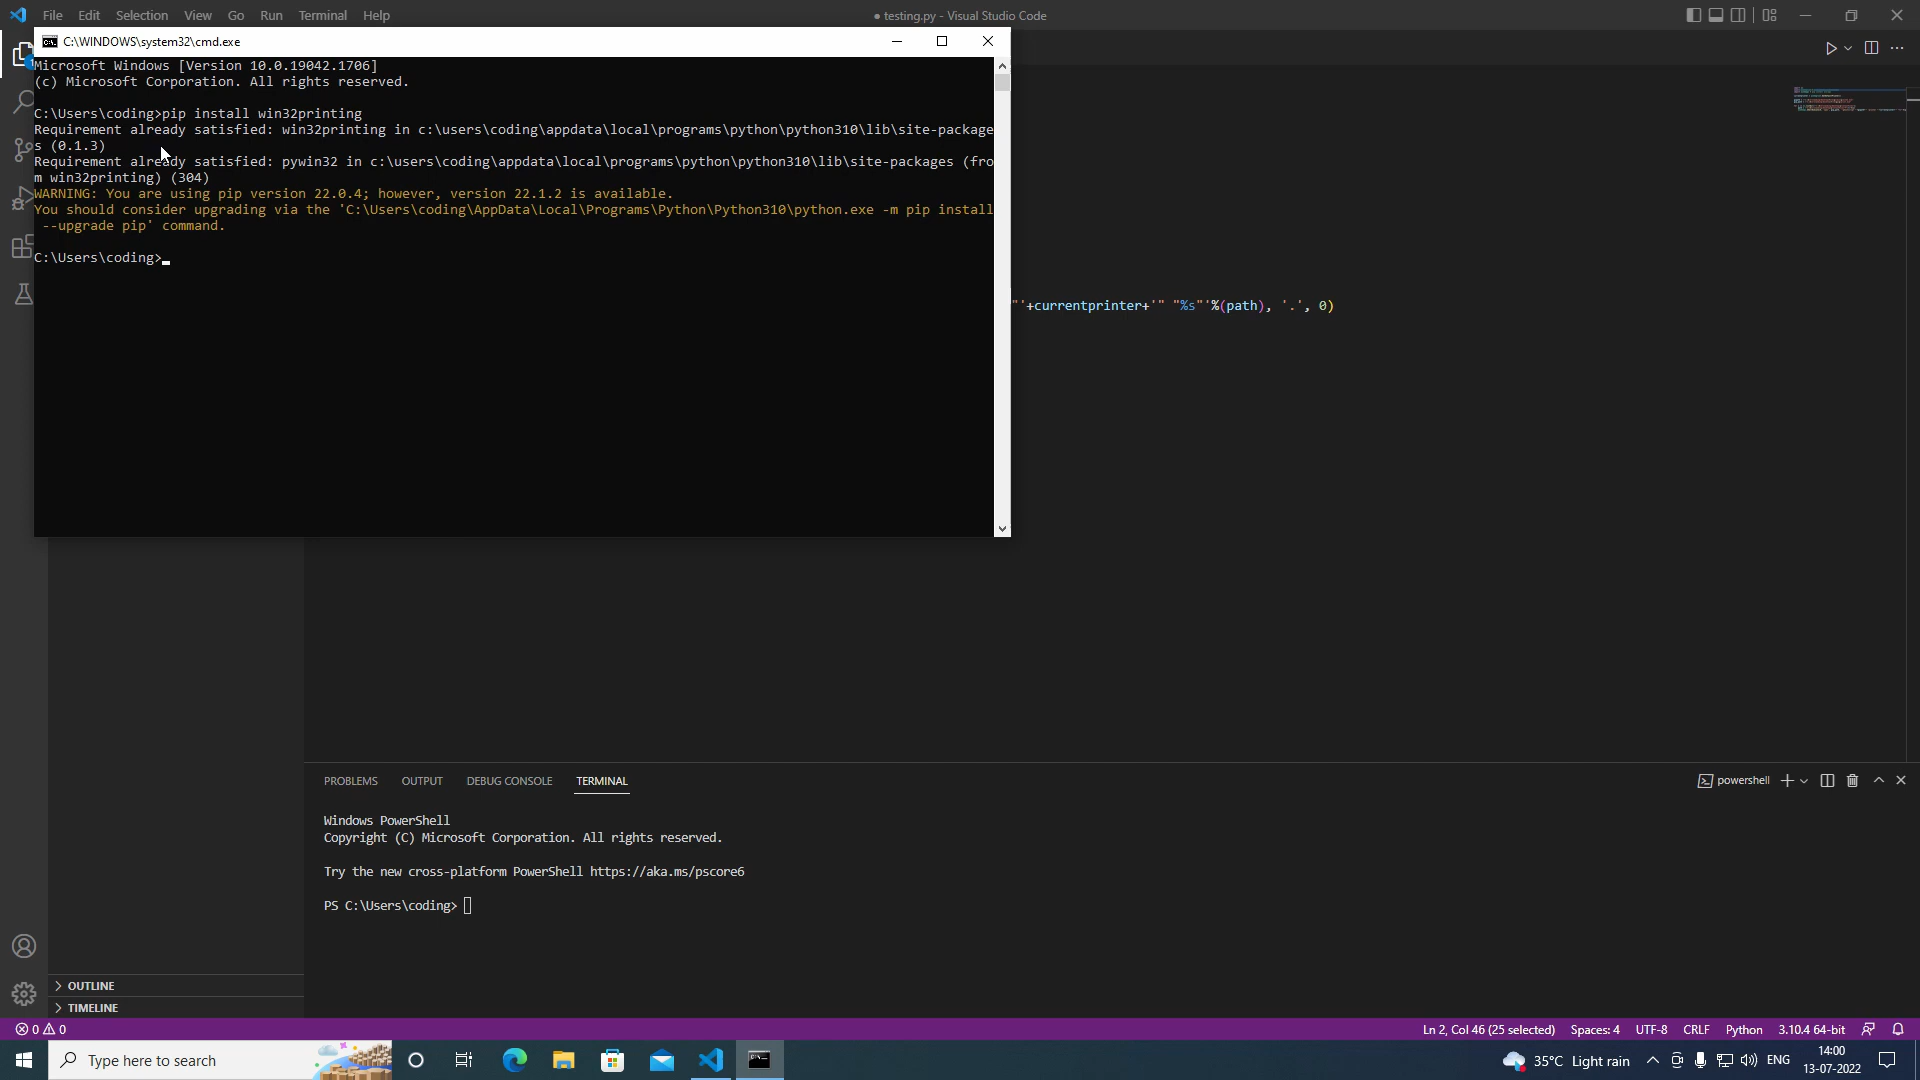 File Edit Selection View Go Run Terminal Help
● testing.py - Visual Studio Code
C:\WINDOWS\system32\cmd.exe
Microsoft Windows [Version 10.0.19042.1706]
(c) Microsoft Corporation. All rights reserved.
C:\Users\coding>pip install win32printing
Requirement already satisfied: win32printing in c:\users\coding\appdata\local\programs\python\python310\lib\site-package
s (0.1.3)
Requirement already satisfied: pywin32 in c:\users\coding\appdata\local\programs\python\python310\lib\site-packages (fro
m win32printing) (304)
WARNING: You are using pip version 22.0.4; however, version 22.1.2 is available.
You should consider upgrading via the 'C:\Users\coding\AppData\Local\Programs\Python\Python310\python.exe -m pip install
--upgrade pip' command.
C:\Users\coding>
"'+currentprinter+'" "%s"'%(path), '.', 0)
PROBLEMS OUTPUT DEBUG CONSOLE TERMINAL
powershell
Windows PowerShell
Copyright (C) Microsoft Corporation. All rights reserved.
Try the new cross-platform PowerShell https://aka.ms/pscore6
PS C:\Users\coding>
OUTLINE
TIMELINE
0 0
Ln 2, Col 46 (25 selected) Spaces: 4 UTF-8 CRLF Python 3.10.4 64-bit
Type here to search
35°C Light rain
ENG
14:00
13-07-2022